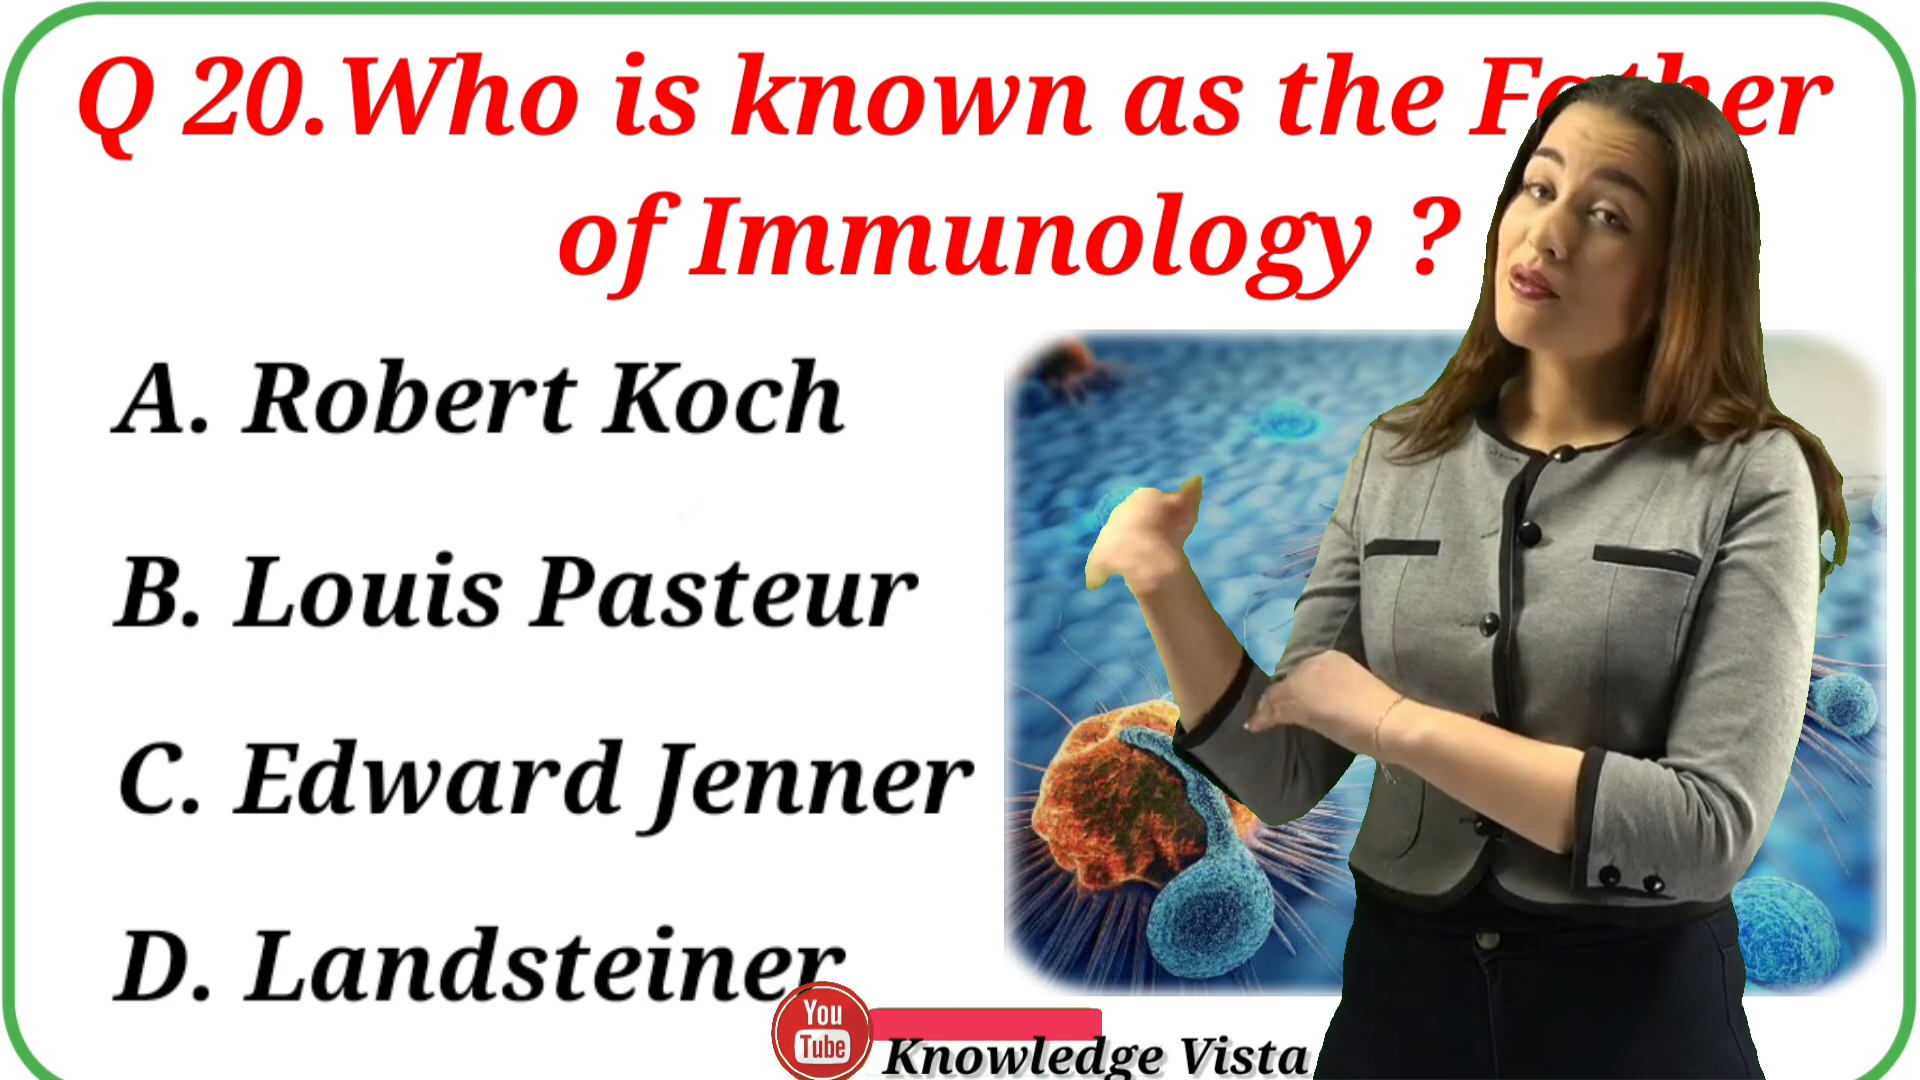 Q 20.Who is known as the Father
of Immunology ?
A. Robert Koch
B. Louis Pasteur
C. Edward Jenner
D. Landsteiner
You
Tube
Knowledge Vista